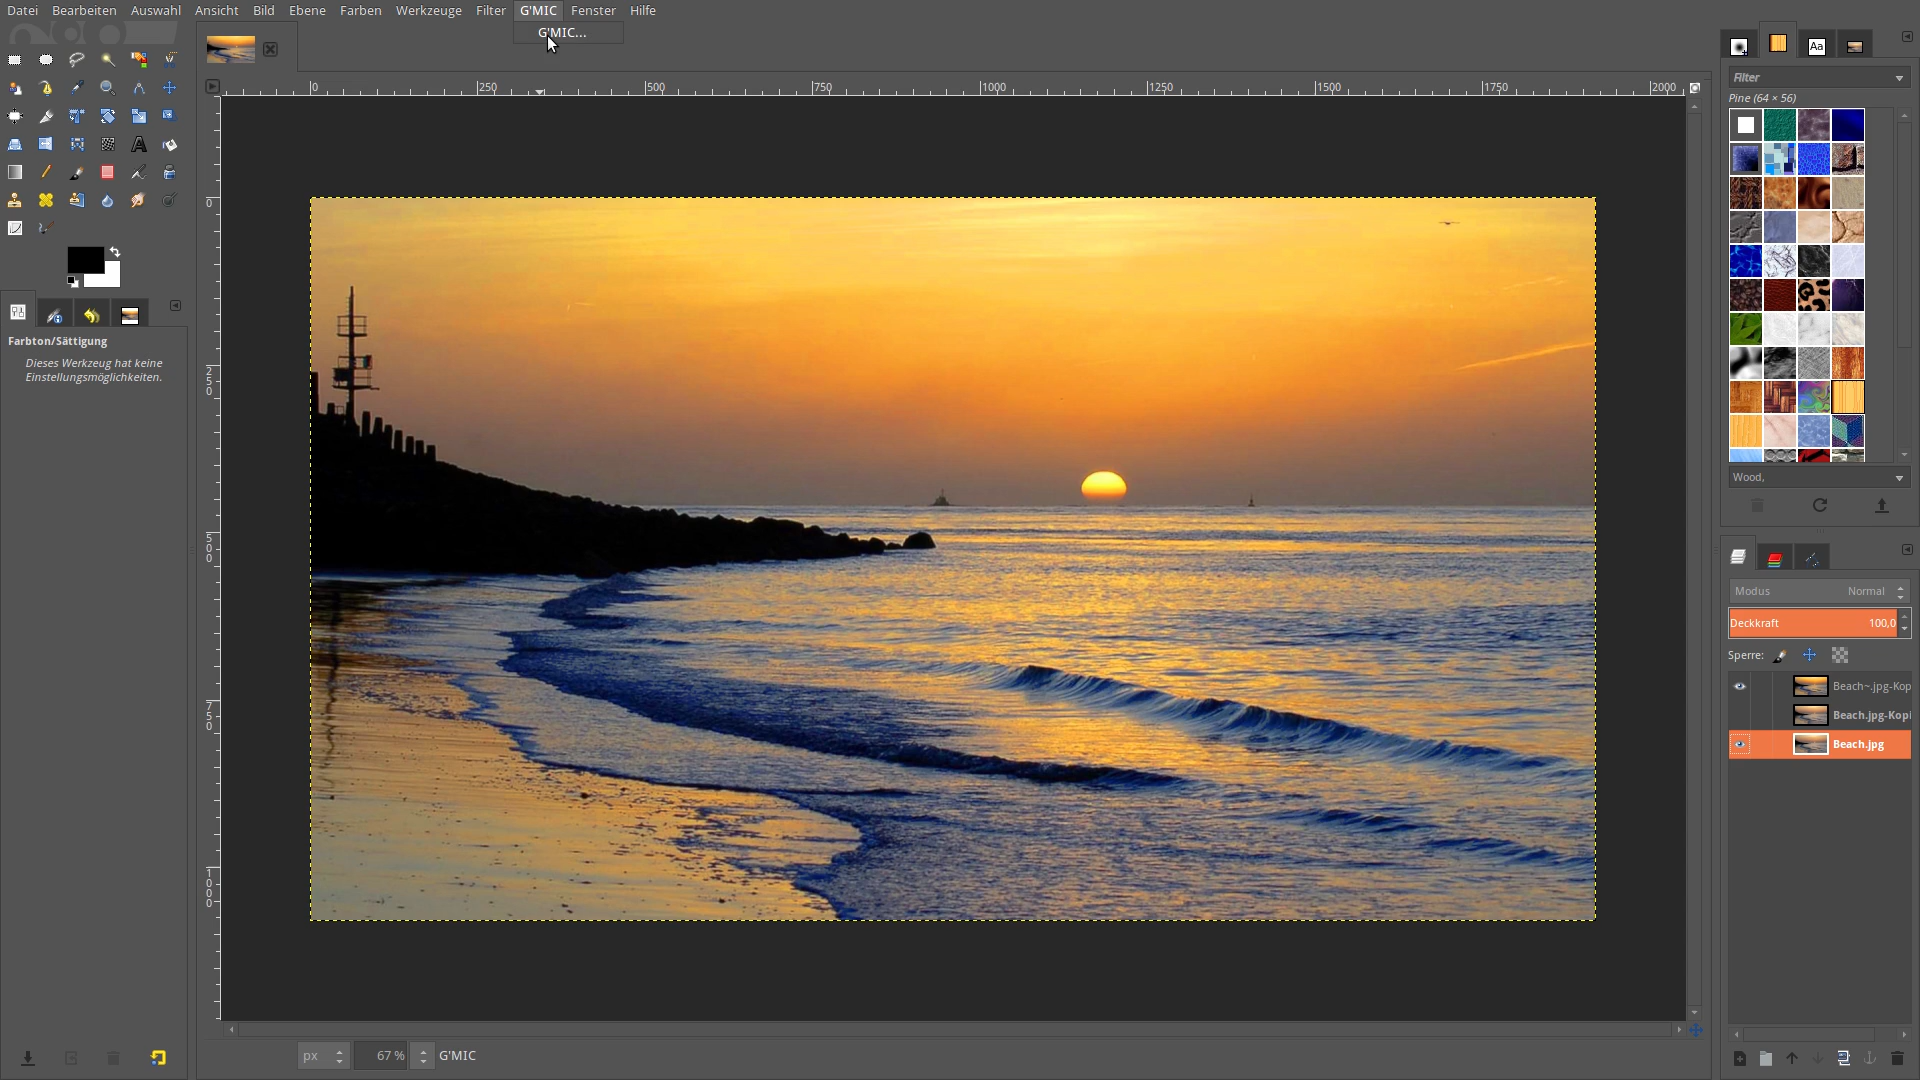 Datei Bearbeiten Auswahl Ansicht Bild Ebene Farben Werkzeuge Filter G'MIC Fenster Hilfe
G'MIC...
Farbton/Sättigung
Dieses Werkzeug hat keine
Einstellungsmöglichkeiten.
0 250 500 750 1000 1250 1500 1750 2000
0
250
500
750
1000
px 67 % G'MIC
Aa
Filter
Pine (64 × 56)
Wood,
Modus Normal
Deckkraft 100,0
Sperre:
Beach~.jpg-Kop
Beach.jpg-Kopi
Beach.jpg